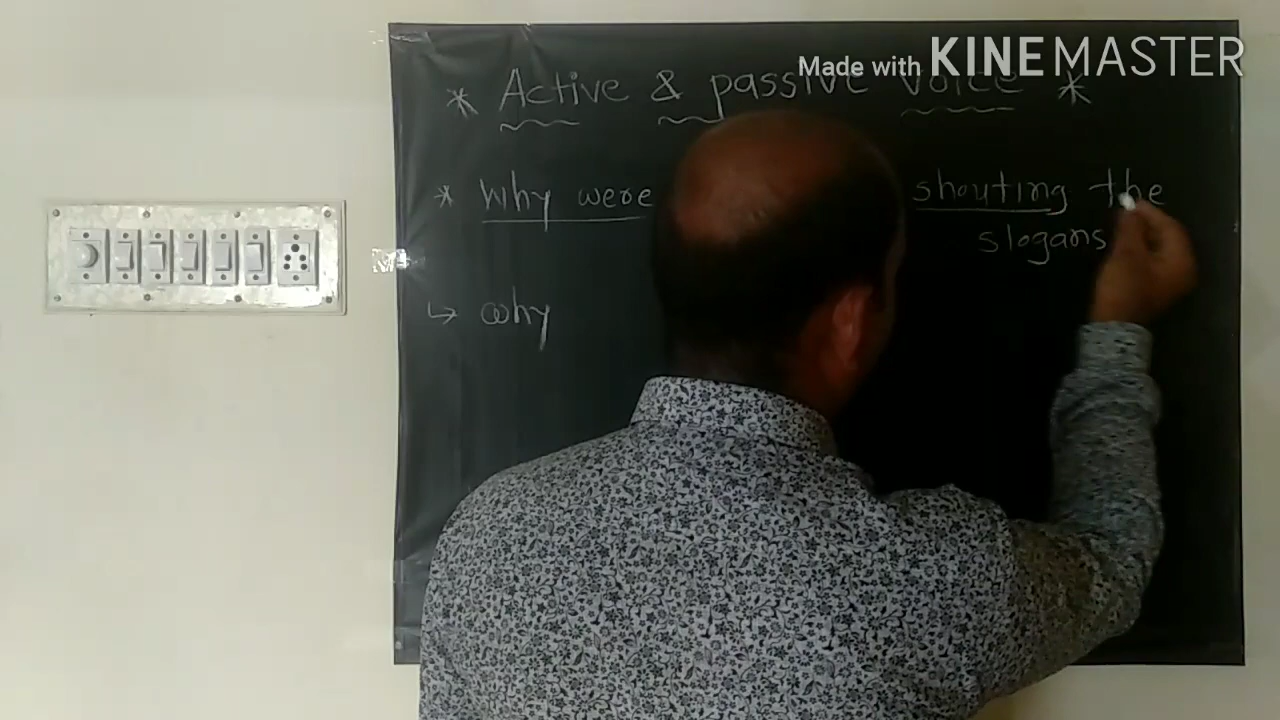 Made with KINEMASTER
* Active & passive voice *
* Why were shouting the
slogans
↳ why